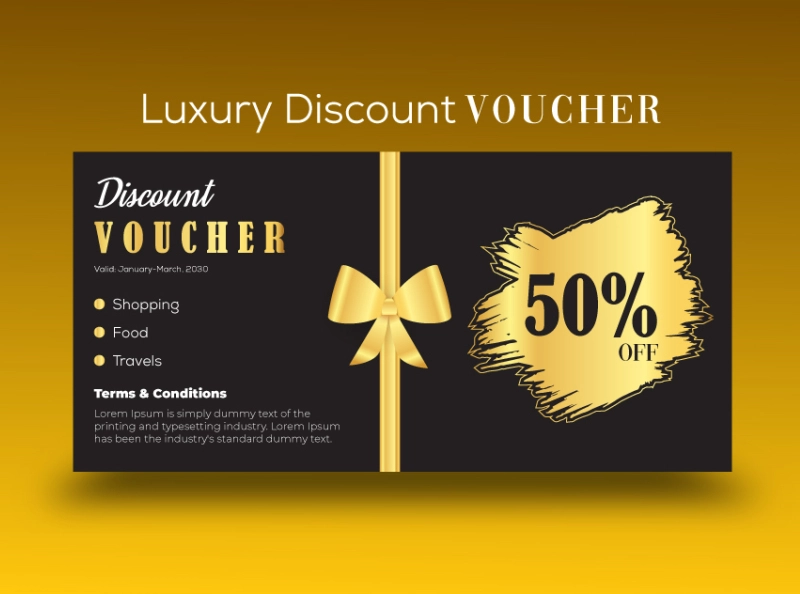 Luxury Discount VOUCHER
Discount
VOUCHER
Valid: January-March, 2030
Shopping
Food
Travels
Terms & Conditions
Lorem Ipsum is simply dummy text of the
printing and typesetting industry. Lorem Ipsum
has been the industry's standard dummy text.
50%
OFF